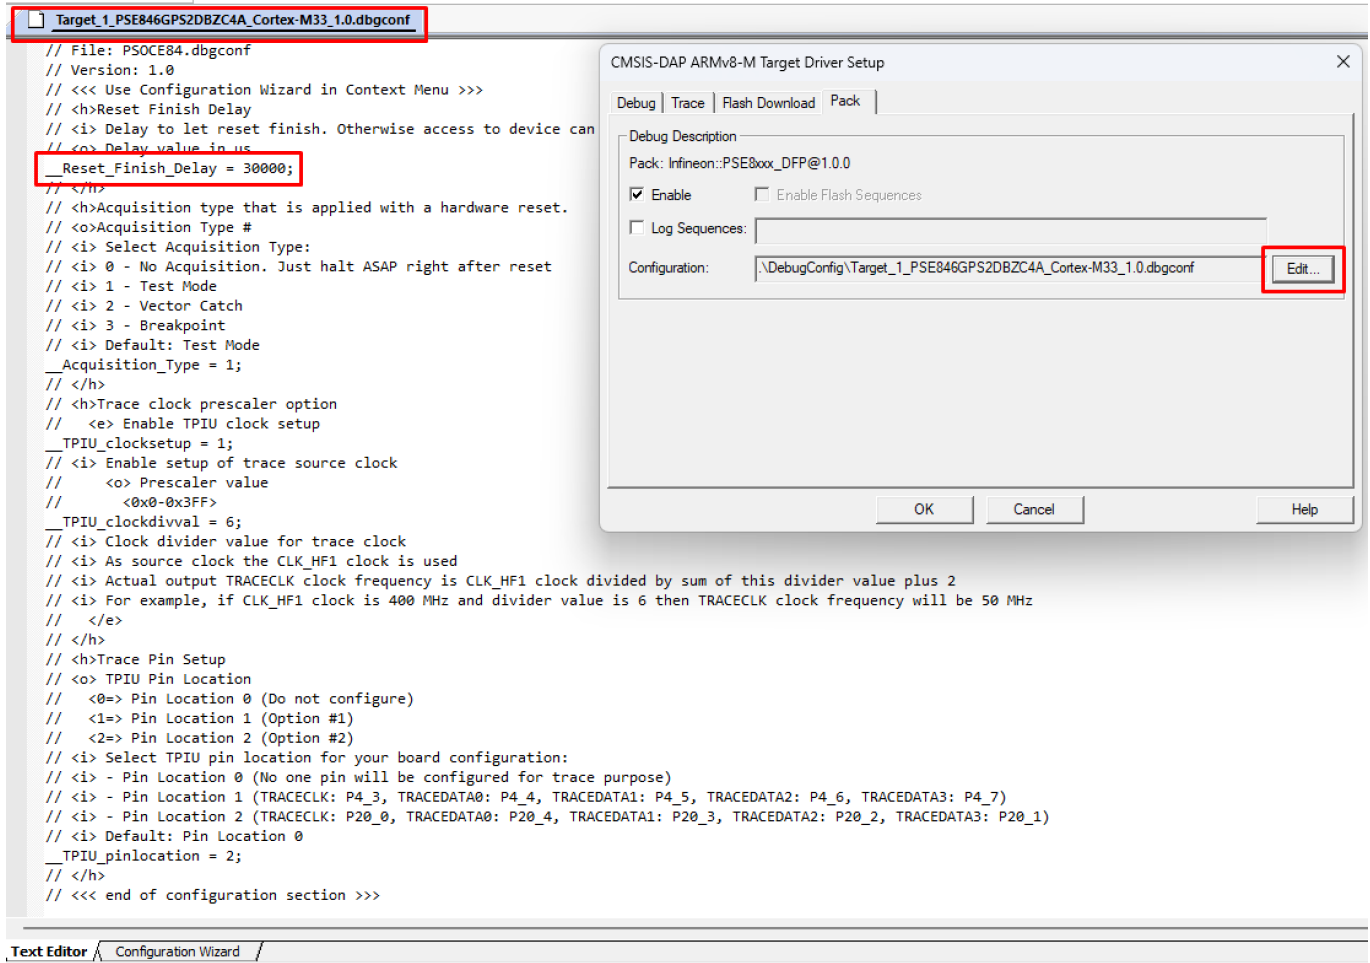 Target_1_PSE846GPS2DBZC4A_Cortex-M33_1.0.dbgconf
// File: PSOCE84.dbgconf
// Version: 1.0
// <<< Use Configuration Wizard in Context Menu >>>
// <h>Reset Finish Delay
// <i> Delay to let reset finish. Otherwise access to device can
// <o> Delay value in us
__Reset_Finish_Delay = 30000;
// </h>
// <h>Acquisition type that is applied with a hardware reset.
// <o>Acquisition Type #
// <i> Select Acquisition Type:
// <i> 0 - No Acquisition. Just halt ASAP right after reset
// <i> 1 - Test Mode
// <i> 2 - Vector Catch
// <i> 3 - Breakpoint
// <i> Default: Test Mode
__Acquisition_Type = 1;
// </h>
// <h>Trace clock prescaler option
//   <e> Enable TPIU clock setup
__TPIU_clocksetup = 1;
// <i> Enable setup of trace source clock
//     <o> Prescaler value
//       <0x0-0x3FF>
__TPIU_clockdivval = 6;
// <i> Clock divider value for trace clock
// <i> As source clock the CLK_HF1 clock is used
// <i> Actual output TRACECLK clock frequency is CLK_HF1 clock divided by sum of this divider value plus 2
// <i> For example, if CLK_HF1 clock is 400 MHz and divider value is 6 then TRACECLK clock frequency will be 50 MHz
//   </e>
// </h>
// <h>Trace Pin Setup
// <o> TPIU Pin Location
//   <0=> Pin Location 0 (Do not configure)
//   <1=> Pin Location 1 (Option #1)
//   <2=> Pin Location 2 (Option #2)
// <i> Select TPIU pin location for your board configuration:
// <i> - Pin Location 0 (No one pin will be configured for trace purpose)
// <i> - Pin Location 1 (TRACECLK: P4_3, TRACEDATA0: P4_4, TRACEDATA1: P4_5, TRACEDATA2: P4_6, TRACEDATA3: P4_7)
// <i> - Pin Location 2 (TRACECLK: P20_0, TRACEDATA0: P20_4, TRACEDATA1: P20_3, TRACEDATA2: P20_2, TRACEDATA3: P20_1)
// <i> Default: Pin Location 0
__TPIU_pinlocation = 2;
// </h>
// <<< end of configuration section >>>
Text Editor
Configuration Wizard
CMSIS-DAP ARMv8-M Target Driver Setup
Debug
Trace
Flash Download
Pack
Debug Description
Pack: Infineon::PSE8xxx_DFP@1.0.0
Enable
Enable Flash Sequences
Log Sequences:
Configuration:
.\DebugConfig\Target_1_PSE846GPS2DBZC4A_Cortex-M33_1.0.dbgconf
Edit...
OK
Cancel
Help